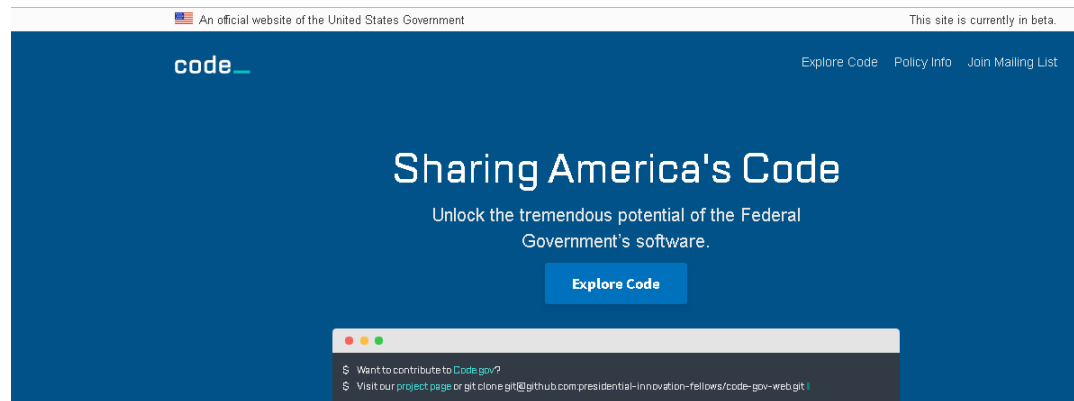 An official website of the United States Government
This site is currently in beta.
code_
Explore Code Policy Info Join Mailing List
Sharing America's Code
Unlock the tremendous potential of the Federal
Government's software.
Explore Code
$ Want to contribute to Code.gov?
$ Visit our project page or git clone git@github.com:presidential-innovation-fellows/code-gov-web.git